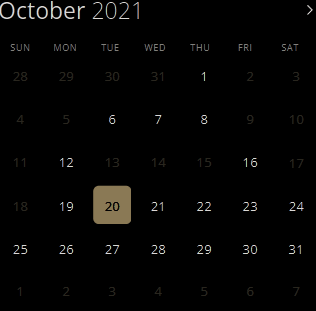 October 2021
SUN MON TUE WED THU FRI SAT
28 29 30 31 1 2 3
4 5 6 7 8 9 10
11 12 13 14 15 16 17
18 19 20 21 22 23 24
25 26 27 28 29 30 31
1 2 3 4 5 6 7